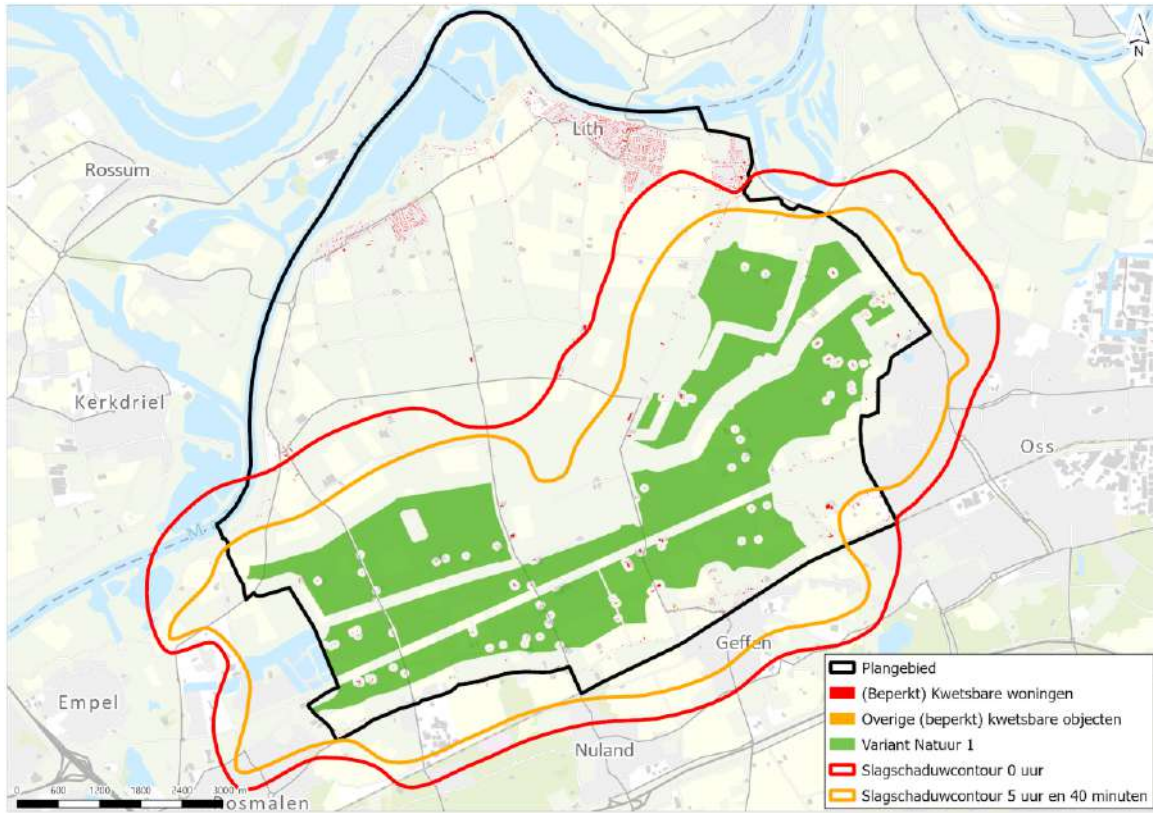 N
Lith
Rossum
Kerkdriel
Oss
M
Geffen
Empel
Nuland
Rosmalen
Plangebied
(Beperkt) Kwetsbare woningen
Overige (beperkt) kwetsbare objecten
Variant Natuur 1
Slagschaduwcontour 0 uur
Slagschaduwcontour 5 uur en 40 minuten
0 600 1200 1800 2400 3000 m